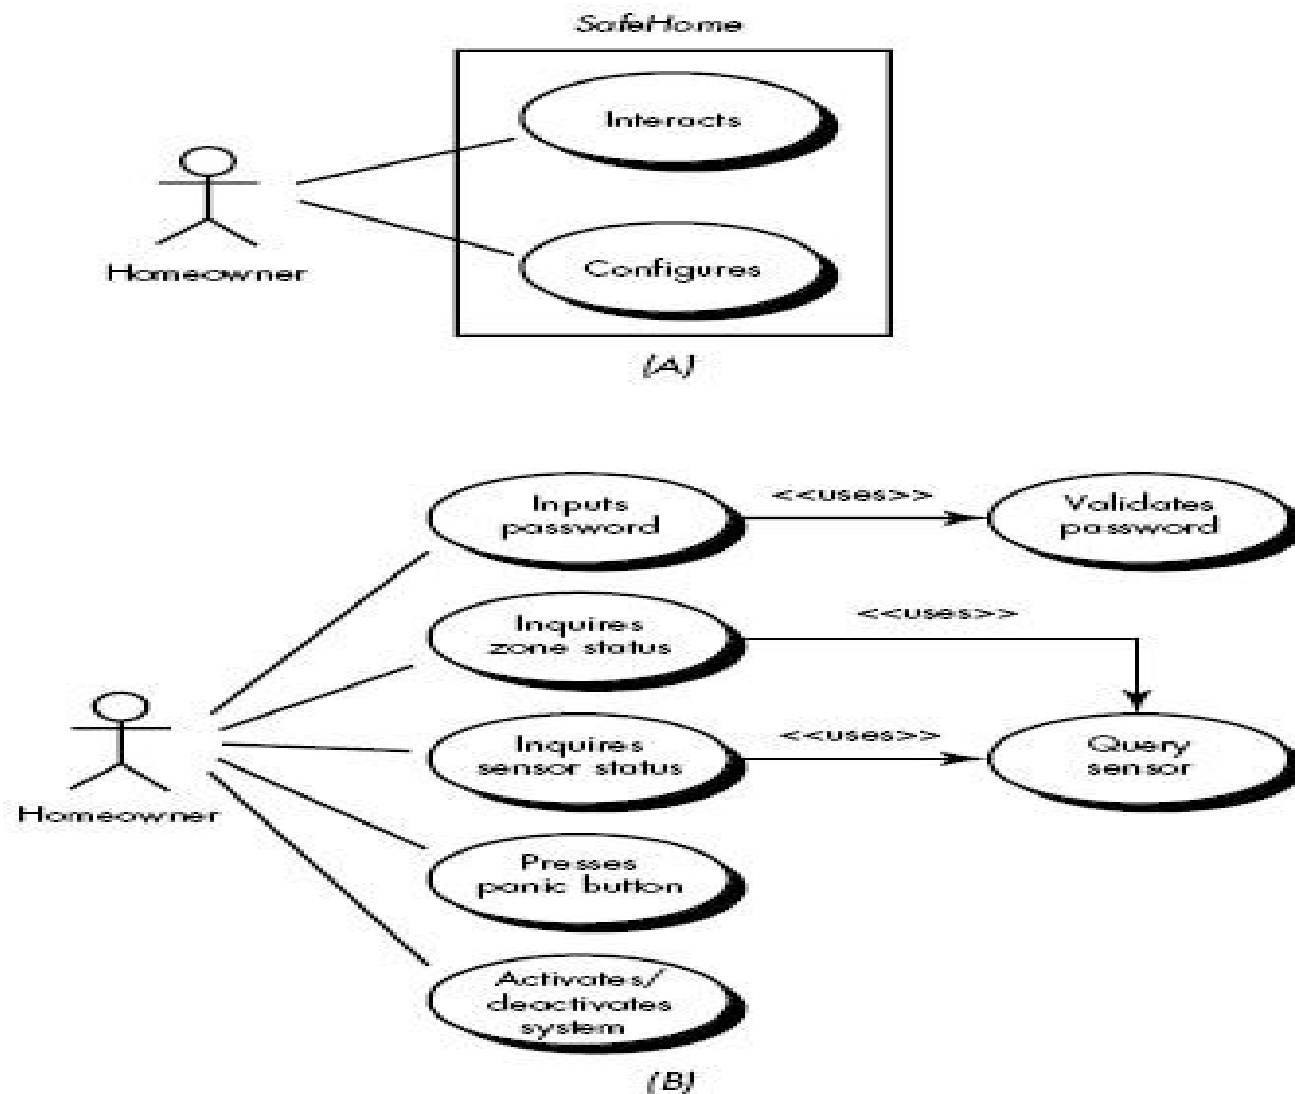 SafeHome
Interacts
Homeowner
Configures
(A)
Inputs
password
<<uses>>
Validates
password
Inquires
zone status
<<uses>>
Inquires
sensor status
<<uses>>
Query
sensor
Homeowner
Presses
panic button
Activates/
deactivates
system
(B)